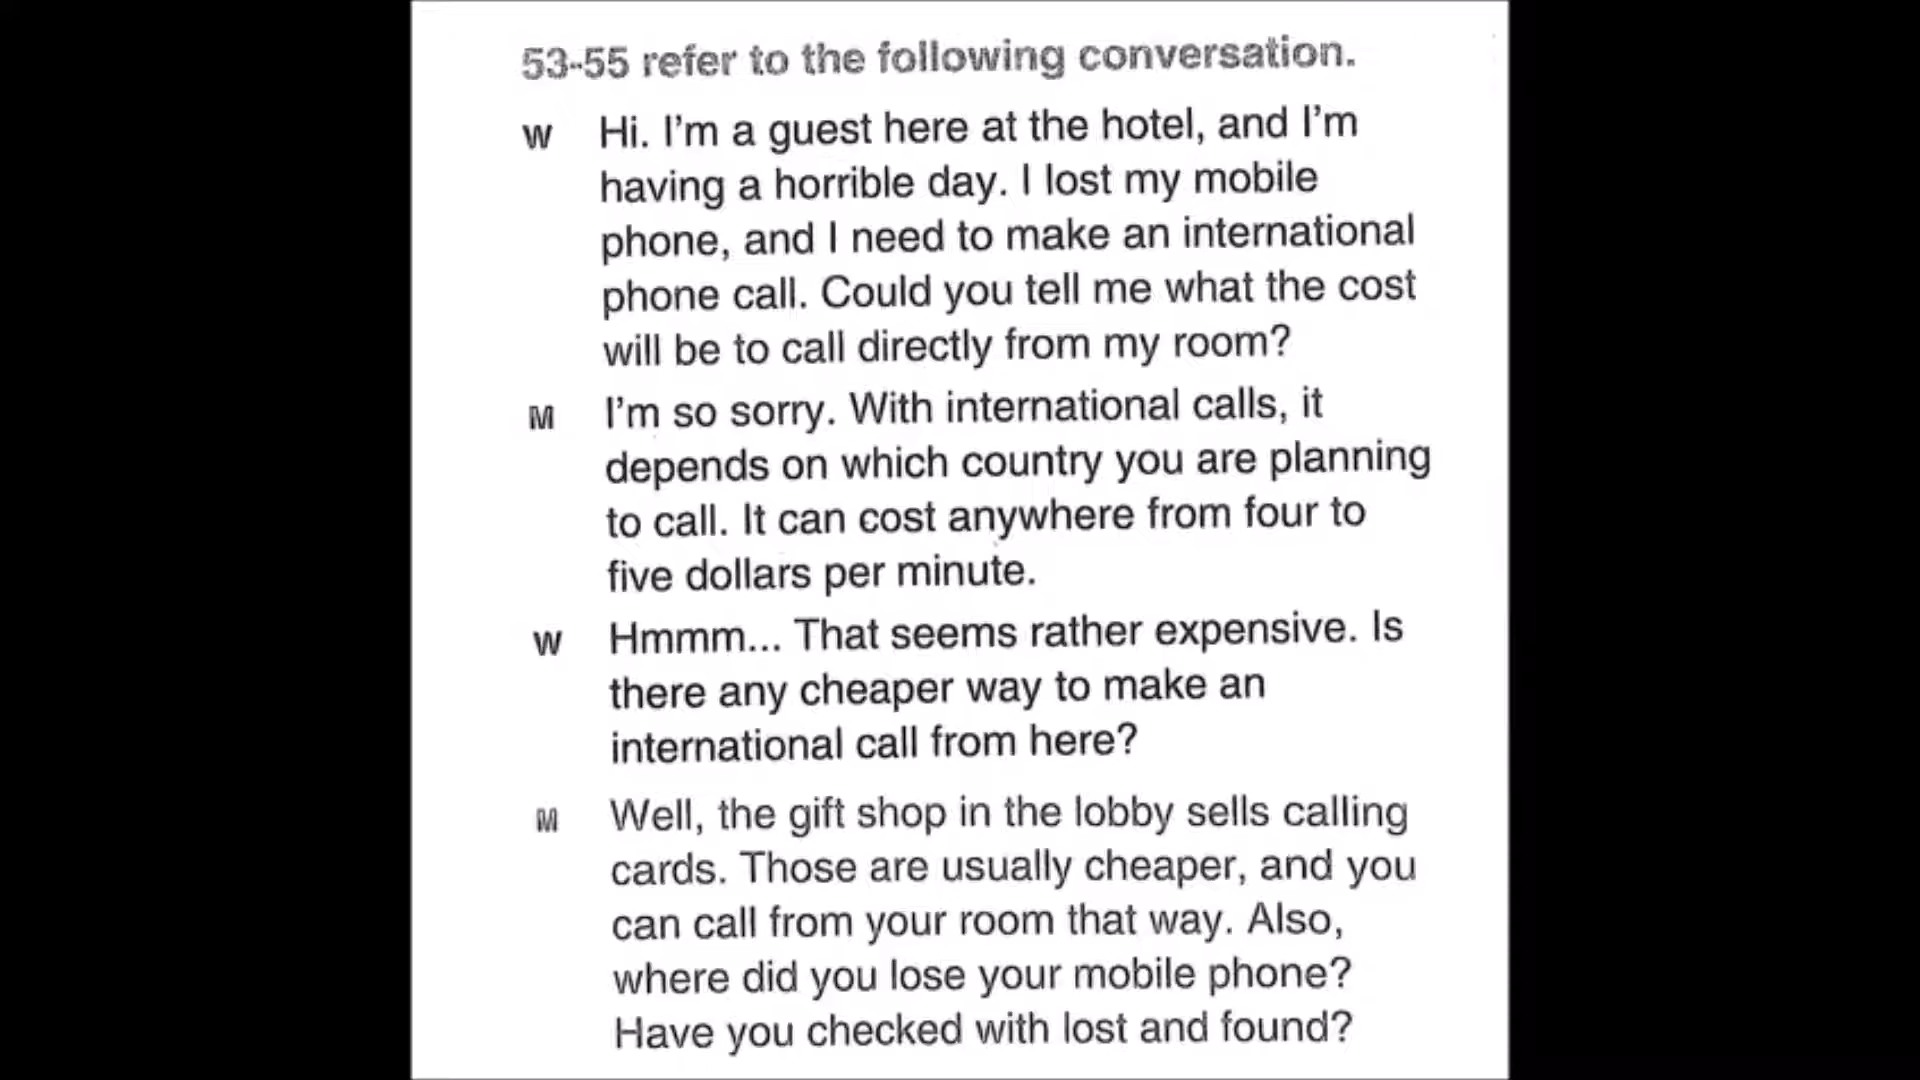 53-55 refer to the following conversation.
W Hi. I'm a guest here at the hotel, and I'm
having a horrible day. I lost my mobile
phone, and I need to make an international
phone call. Could you tell me what the cost
will be to call directly from my room?
M I'm so sorry. With international calls, it
depends on which country you are planning
to call. It can cost anywhere from four to
five dollars per minute.
W Hmmm... That seems rather expensive. Is
there any cheaper way to make an
international call from here?
M Well, the gift shop in the lobby sells calling
cards. Those are usually cheaper, and you
can call from your room that way. Also,
where did you lose your mobile phone?
Have you checked with lost and found?